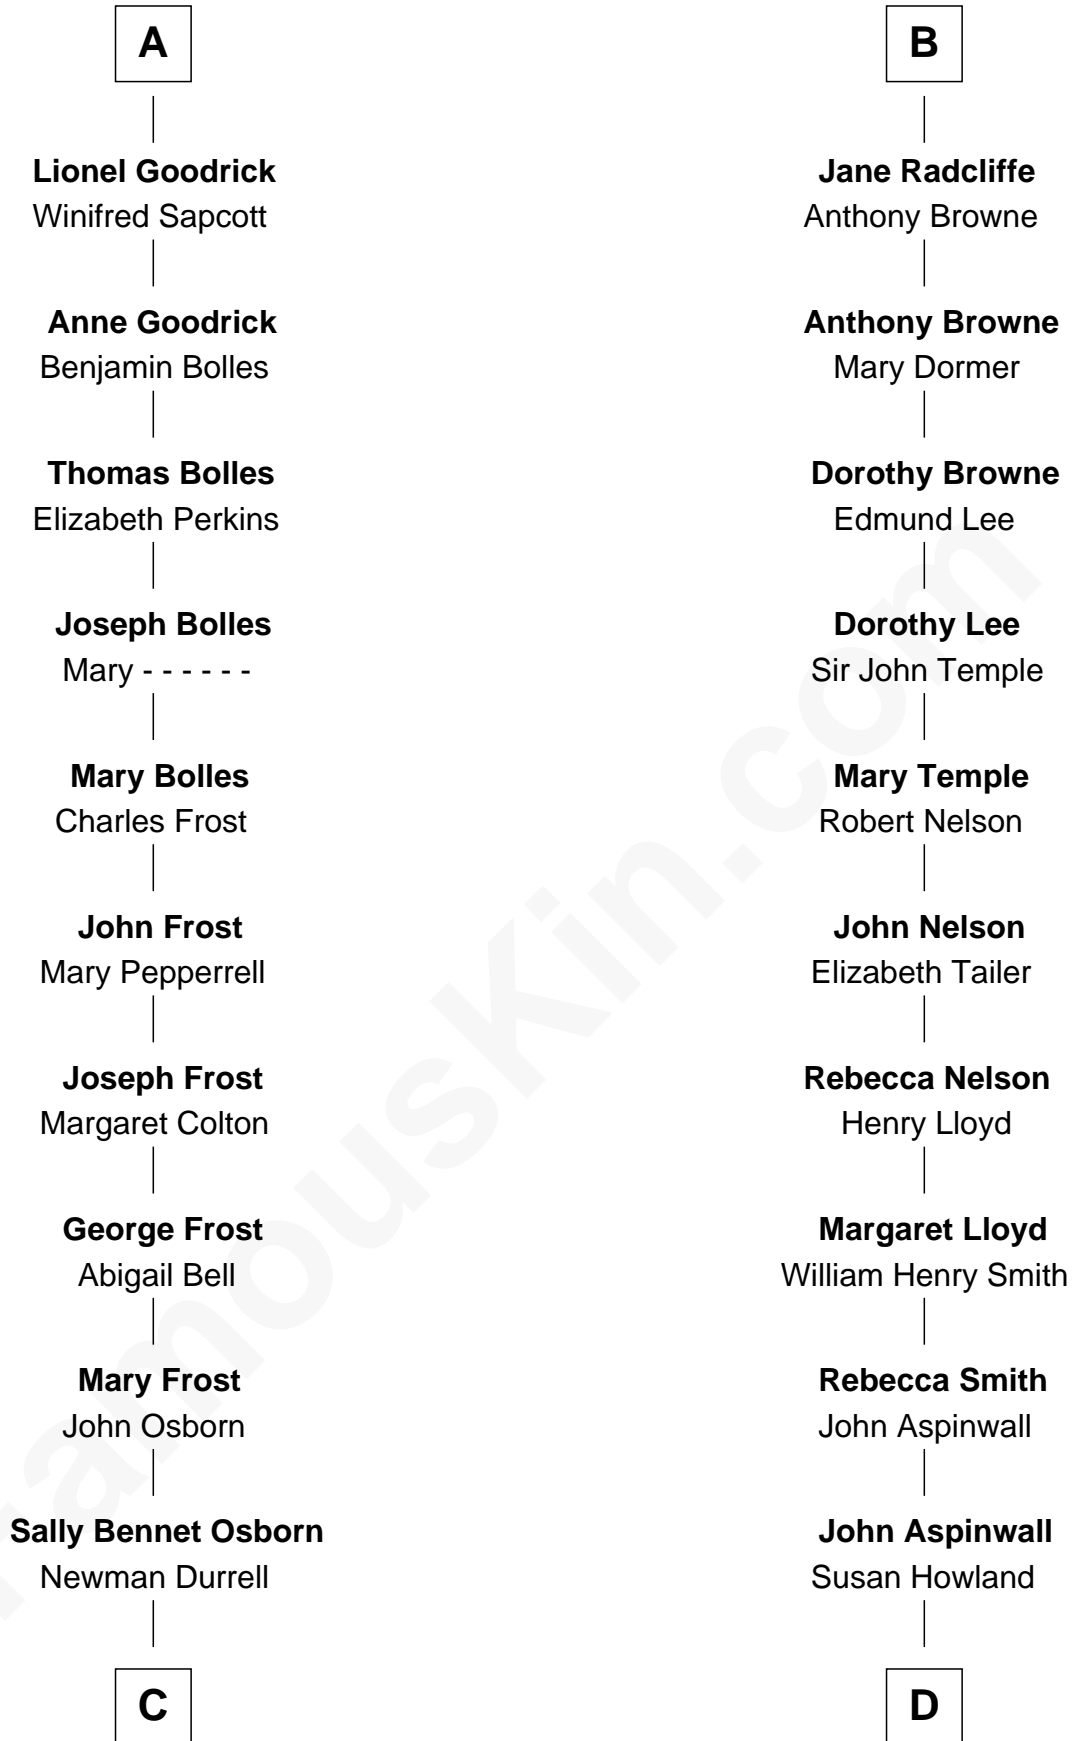 A
Lionel Goodrick
Winifred Sapcott
Anne Goodrick
Benjamin Bolles
Thomas Bolles
Elizabeth Perkins
Joseph Bolles
Mary - - - - - -
Mary Bolles
Charles Frost
John Frost
Mary Pepperrell
Joseph Frost
Margaret Colton
George Frost
Abigail Bell
Mary Frost
John Osborn
Sally Bennet Osborn
Newman Durrell
C
B
Jane Radcliffe
Anthony Browne
Anthony Browne
Mary Dormer
Dorothy Browne
Edmund Lee
Dorothy Lee
Sir John Temple
Mary Temple
Robert Nelson
John Nelson
Elizabeth Tailer
Rebecca Nelson
Henry Lloyd
Margaret Lloyd
William Henry Smith
Rebecca Smith
John Aspinwall
John Aspinwall
Susan Howland
D
FamousKin.com